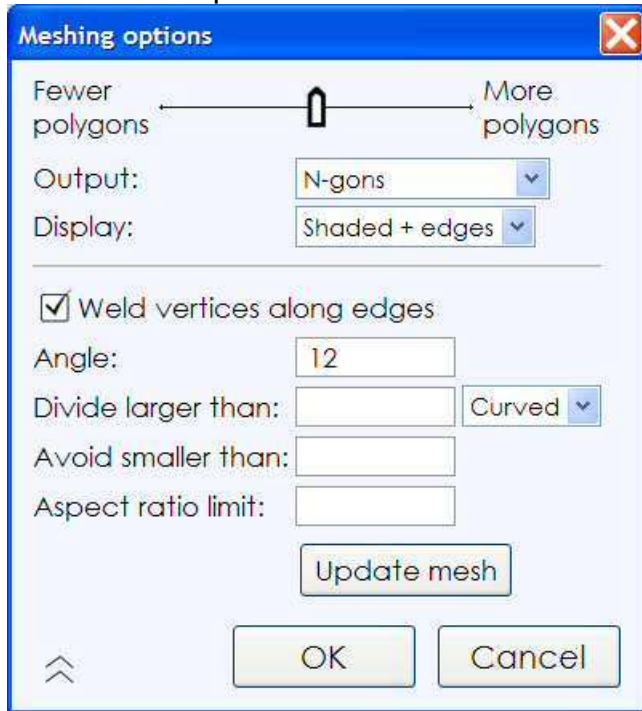 Meshing options
Fewer polygons
More polygons
Output: N-gons
Display: Shaded + edges
Weld vertices along edges
Angle: 12
Divide larger than: Curved
Avoid smaller than:
Aspect ratio limit:
Update mesh
OK Cancel